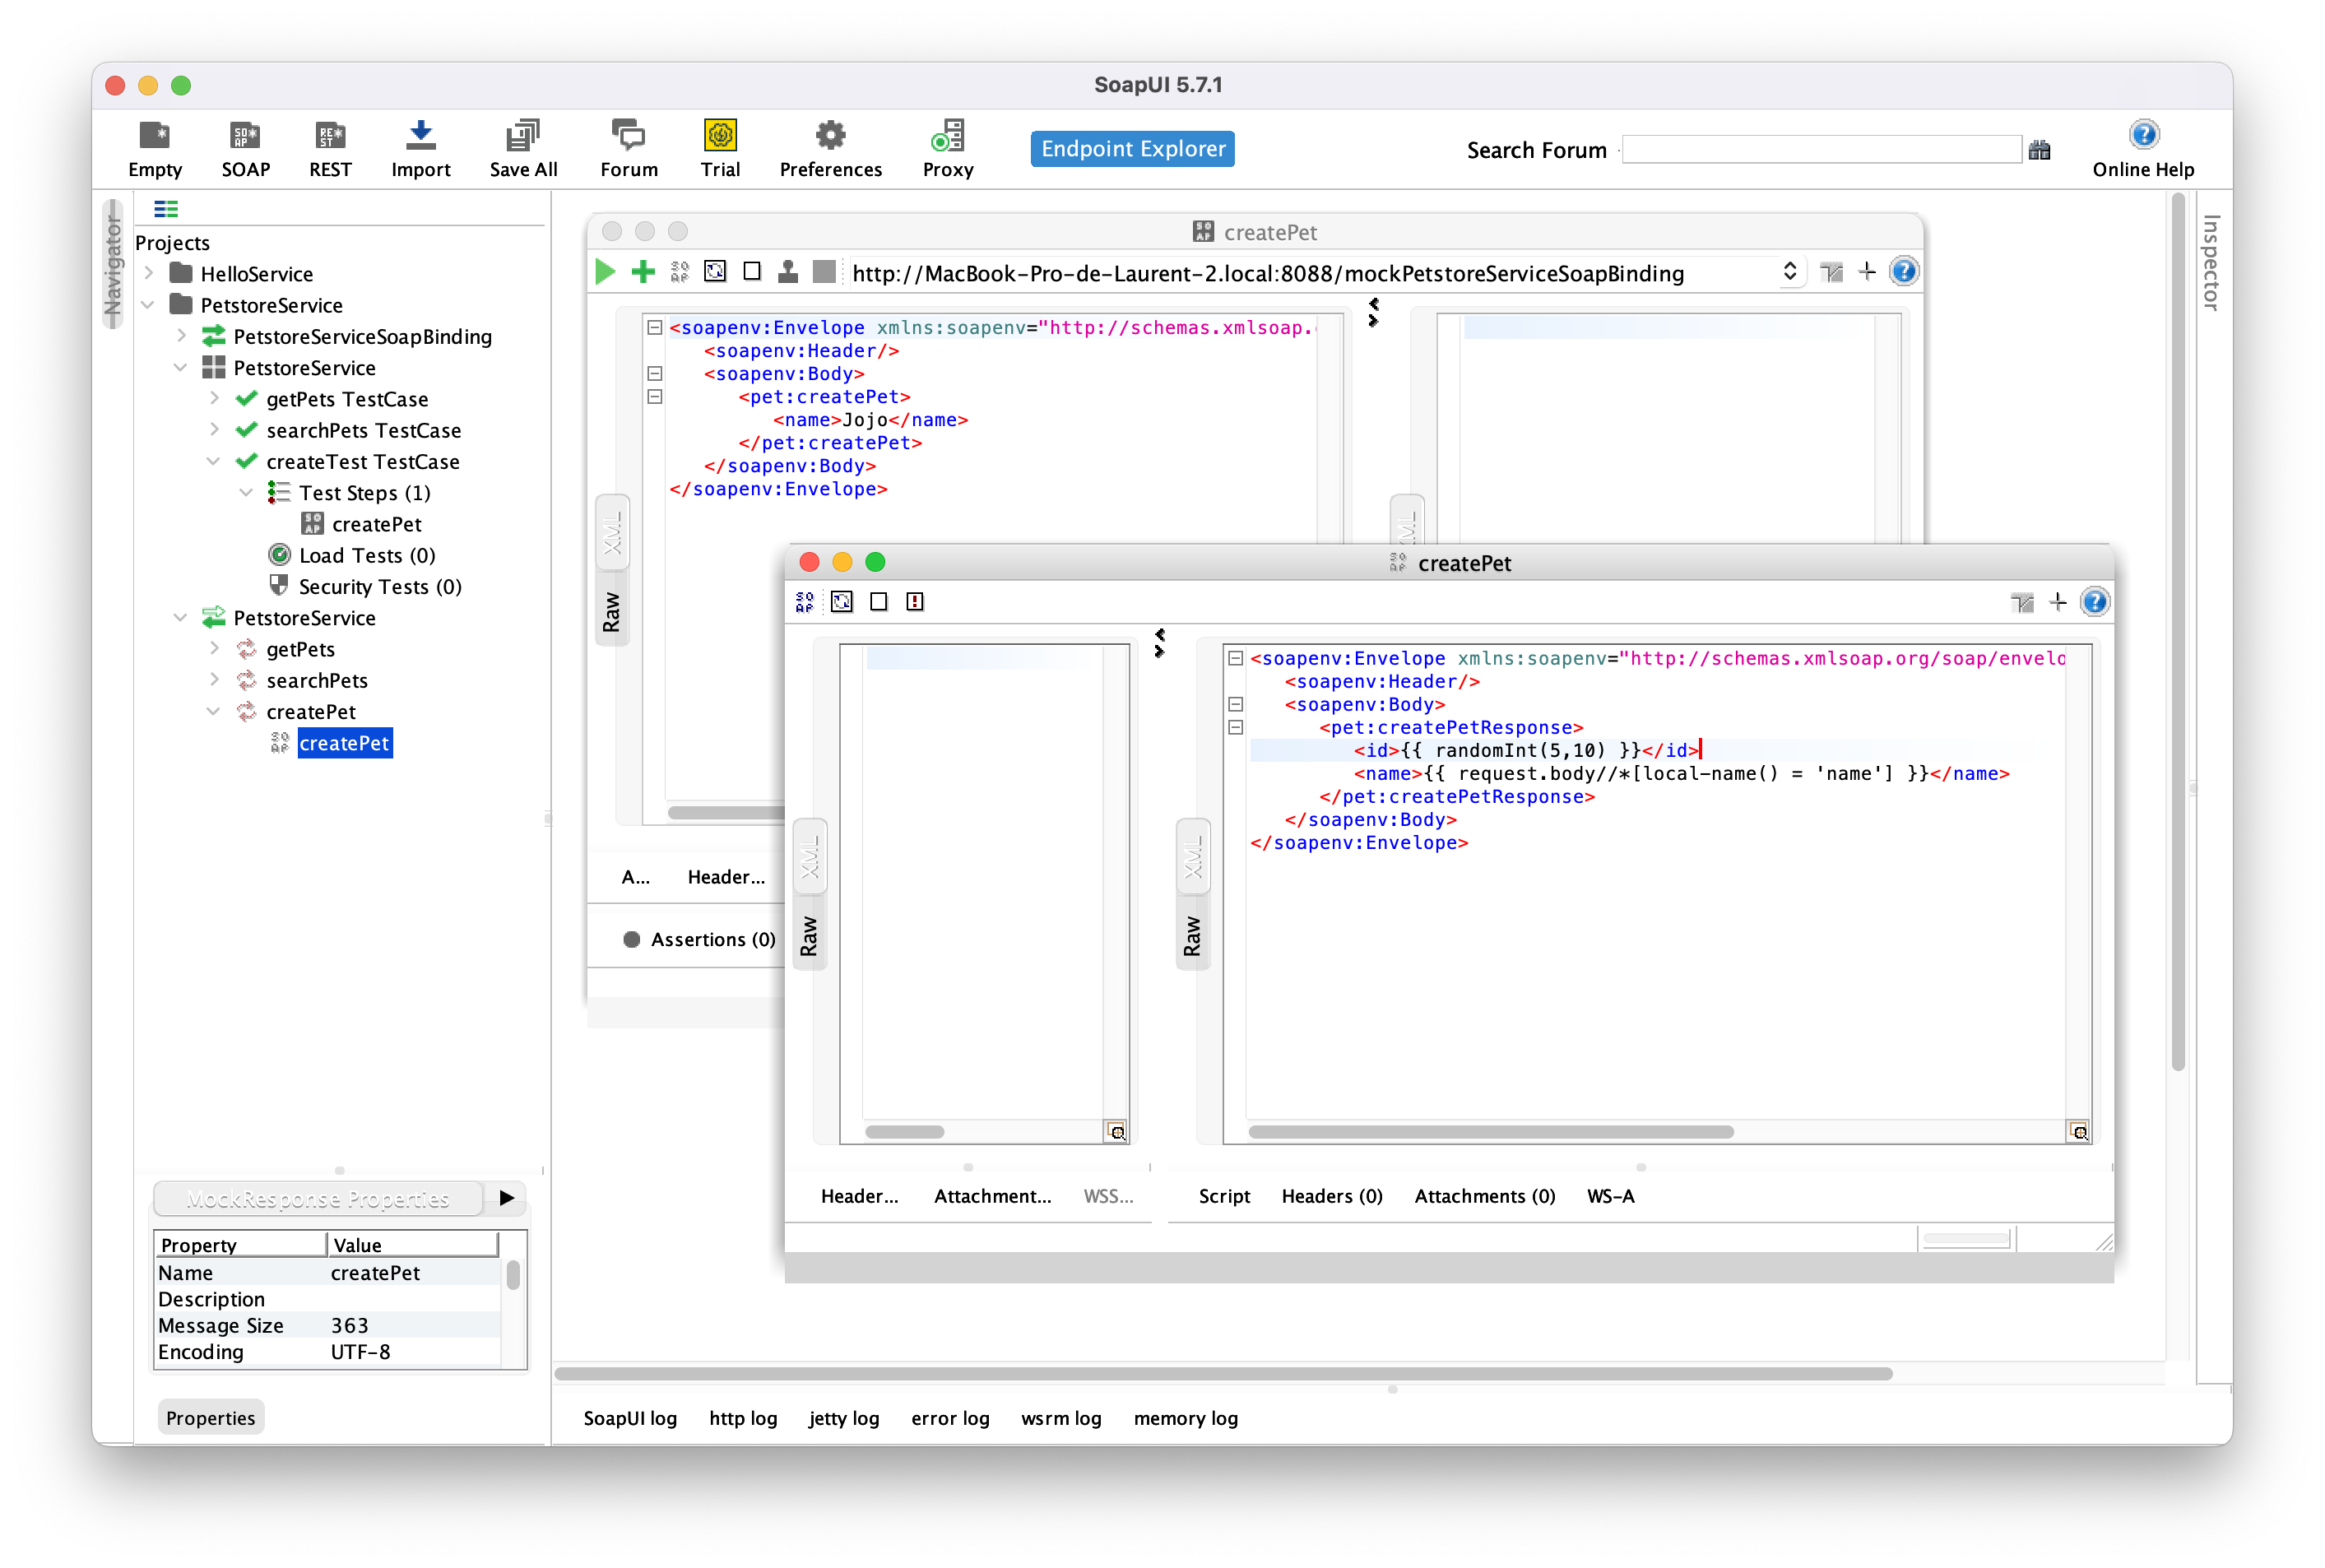 SoapUI 5.7.1
Empty
SOAP
REST
Import
Save All
Forum
Trial
Preferences
Proxy
Endpoint Explorer
Search Forum
Online Help
Navigator
Projects
HelloService
PetstoreService
PetstoreServiceSoapBinding
PetstoreService
getPets TestCase
searchPets TestCase
createTest TestCase
Test Steps (1)
createPet
Load Tests (0)
Security Tests (0)
PetstoreService
getPets
searchPets
createPet
createPet
MockResponse Properties
Property Value
Name createPet
Description
Message Size 363
Encoding UTF-8
Properties
createPet
http://MacBook-Pro-de-Laurent-2.local:8088/mockPetstoreServiceSoapBinding
<soapenv:Envelope xmlns:soapenv="http://schemas.xmlsoap.
<soapenv:Header/>
<soapenv:Body>
<pet:createPet>
<name>Jojo</name>
</pet:createPet>
</soapenv:Body>
</soapenv:Envelope>
XML
Raw
XML
A...
Header...
Assertions (0)
createPet
XML
Raw
Header...
Attachment...
WSS...
<soapenv:Envelope xmlns:soapenv="http://schemas.xmlsoap.org/soap/envelo
<soapenv:Header/>
<soapenv:Body>
<pet:createPetResponse>
<id>{{ randomInt(5,10) }}</id>
<name>{{ request.body//*[local-name() = 'name'] }}</name>
</pet:createPetResponse>
</soapenv:Body>
</soapenv:Envelope>
XML
Raw
Script
Headers (0)
Attachments (0)
WS-A
Inspector
SoapUI log
http log
jetty log
error log
wsrm log
memory log